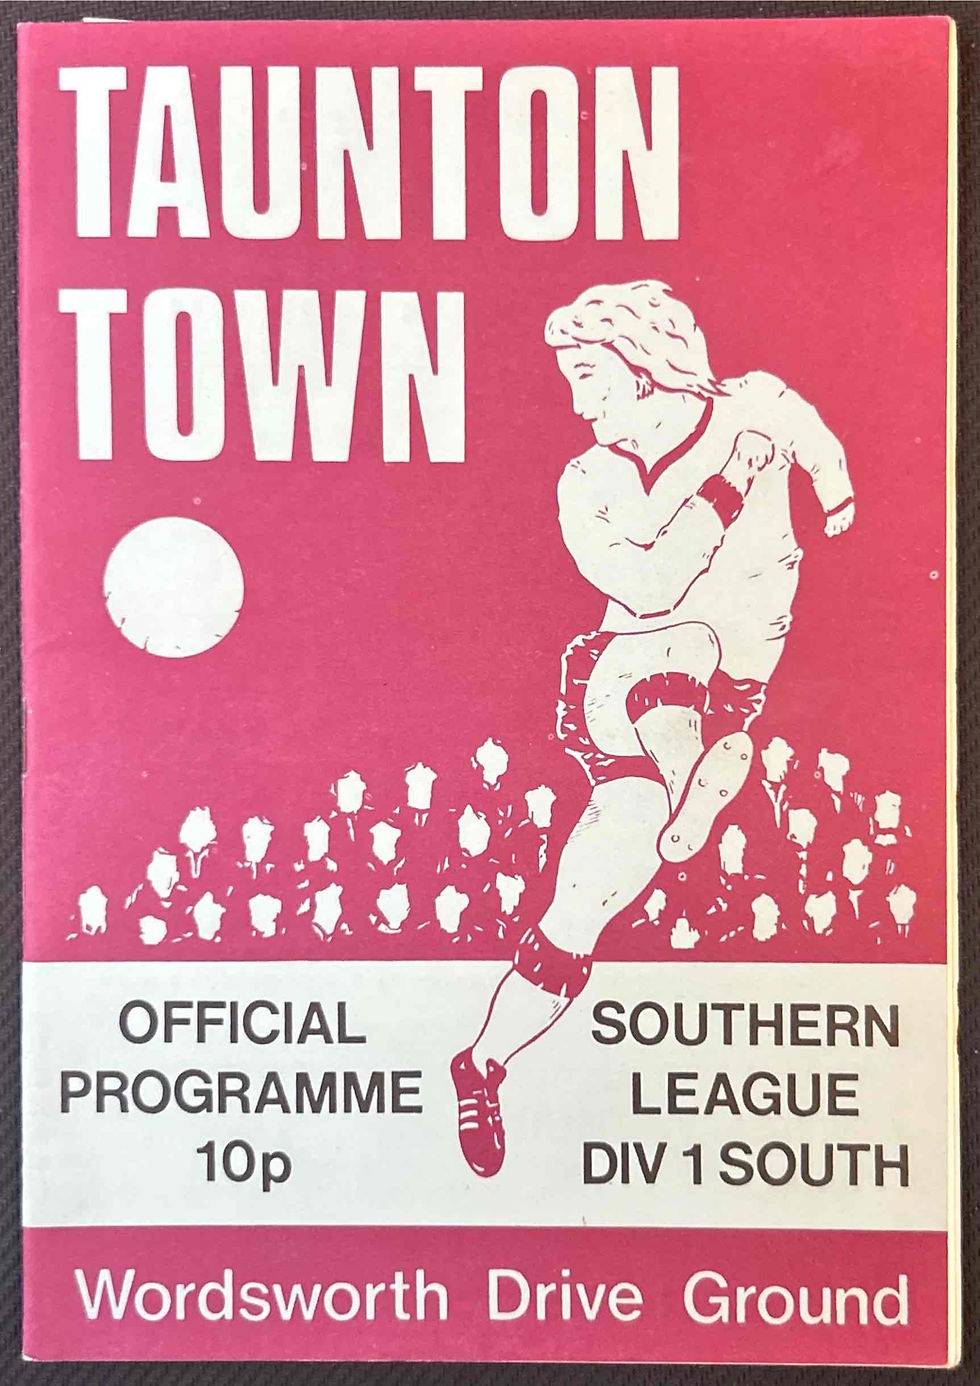 TAUNTON
TOWN
OFFICIAL
PROGRAMME
10p
SOUTHERN
LEAGUE
DIV 1 SOUTH
Wordsworth Drive Ground